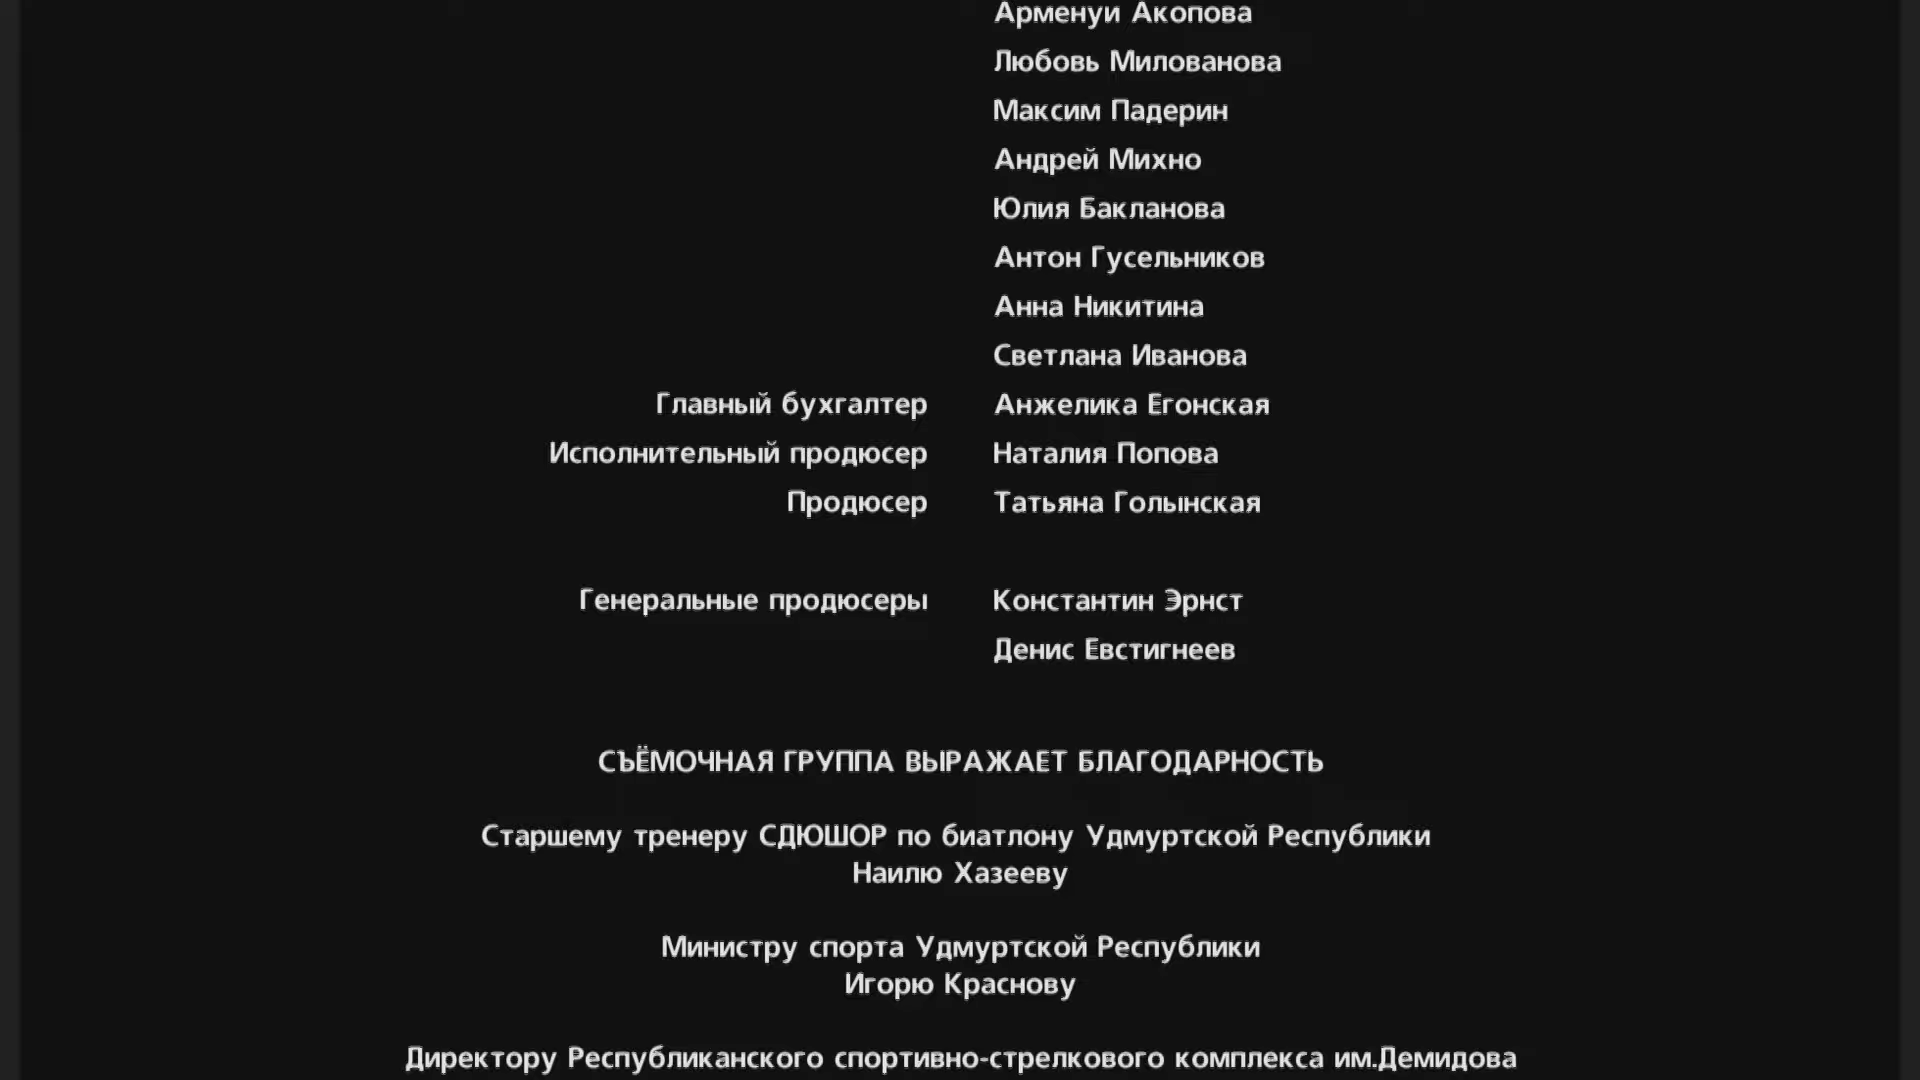 Арменуи Акопова
Любовь Милованова
Максим Падерин
Андрей Михно
Юлия Бакланова
Антон Гусельников
Анна Никитина
Светлана Иванова
Главный бухгалтер Анжелика Егонская
Исполнительный продюсер Наталия Попова
Продюсер Татьяна Голынская
Генеральные продюсеры Константин Эрнст
Денис Евстигнеев
СЪЁМОЧНАЯ ГРУППА ВЫРАЖАЕТ БЛАГОДАРНОСТЬ
Старшему тренеру СДЮШОР по биатлону Удмуртской Республики
Наилю Хазееву
Министру спорта Удмуртской Республики
Игорю Краснову
Директору Республиканского спортивно-стрелкового комплекса им.Демидова